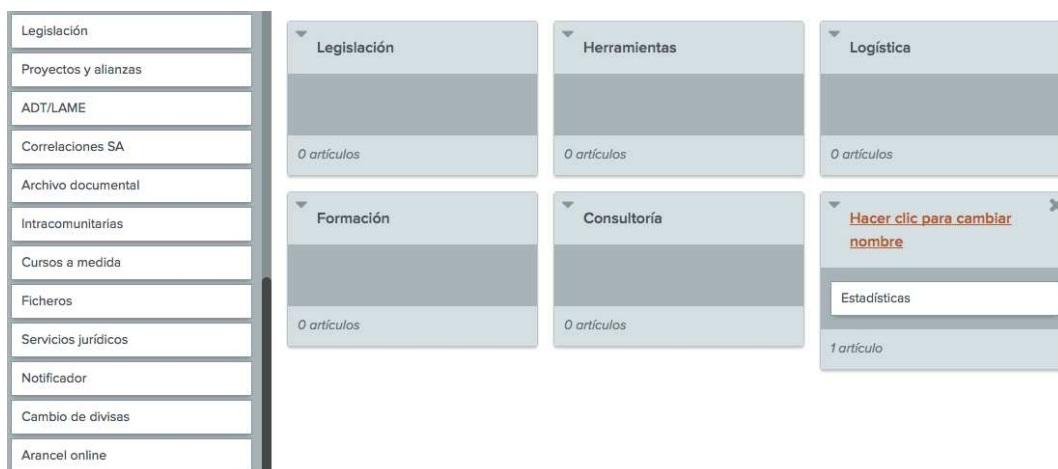 Legislación
Proyectos y alianzas
ADT/LAME
Correlaciones SA
Archivo documental
Intracomunitarias
Cursos a medida
Ficheros
Servicios jurídicos
Notificador
Cambio de divisas
Arancel online
Legislación
0 artículos
Herramientas
0 artículos
Logística
0 artículos
Formación
0 artículos
Consultoría
0 artículos
Hacer clic para cambiar
nombre
Estadísticas
1 artículo